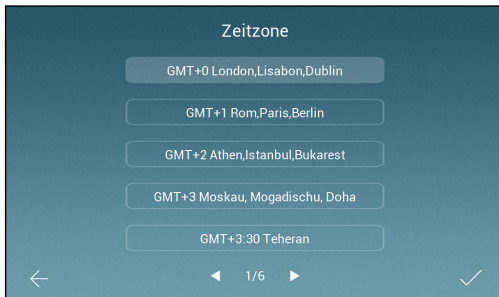 Zeitzone
GMT+0 London,Lisabon,Dublin
GMT+1 Rom,Paris,Berlin
GMT+2 Athen,Istanbul,Bukarest
GMT+3 Moskau, Mogadischu, Doha
GMT+3:30 Teheran
1/6